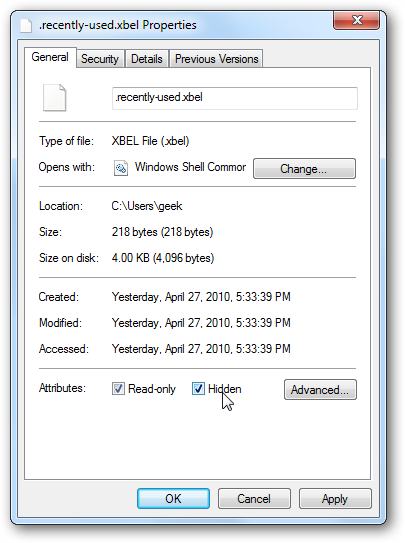 .recently-used.xbel Properties
General Security Details Previous Versions
.recently-used.xbel
Type of file: XBEL File (.xbel)
Opens with: Windows Shell Commor Change...
Location: C:\Users\geek
Size: 218 bytes (218 bytes)
Size on disk: 4.00 KB (4,096 bytes)
Created: Yesterday, April 27, 2010, 5:33:39 PM
Modified: Yesterday, April 27, 2010, 5:33:39 PM
Accessed: Yesterday, April 27, 2010, 5:33:39 PM
Attributes: Read-only Hidden Advanced...
OK Cancel Apply